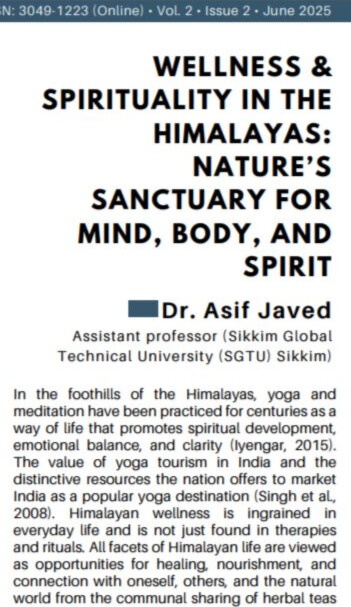 SN: 3049-1223 (Online) • Vol. 2 • Issue 2 • June 2025
WELLNESS &
SPIRITUALITY IN THE
HIMALAYAS:
NATURE'S
SANCTUARY FOR
MIND, BODY, AND
SPIRIT
Dr. Asif Javed
Assistant professor (Sikkim Global
Technical University (SGTU) Sikkim)
In the foothills of the Himalayas, yoga and
meditation have been practiced for centuries as a
way of life that promotes spiritual development,
emotional balance, and clarity (Iyengar, 2015).
The value of yoga tourism in India and the
distinctive resources the nation offers to market
India as a popular yoga destination (Singh et al.,
2008). Himalayan wellness is ingrained in
everyday life and is not just found in therapies
and rituals. All facets of Himalayan life are viewed
as opportunities for healing, nourishment, and
connection with oneself, others, and the natural
world from the communal sharing of herbal teas